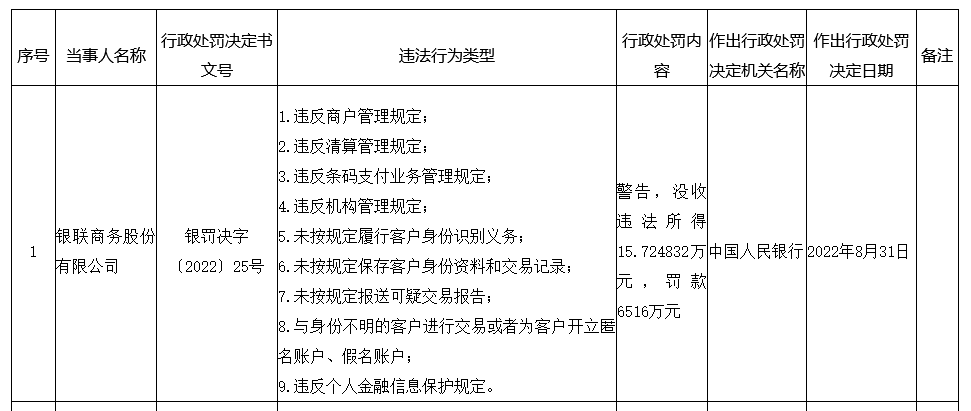 序号
当事人名称
行政处罚决定书
文号
违法行为类型
行政处罚内
容
作出行政处罚
决定机关名称
作出行政处罚
决定日期
备注
1
银联商务股份
有限公司
银罚决字
〔2022〕25号
1.违反商户管理规定；
2.违反清算管理规定；
3.违反条码支付业务管理规定；
4.违反机构管理规定；
5.未按规定履行客户身份识别义务；
6.未按规定保存客户身份资料和交易记录；
7.未按规定报送可疑交易报告；
8.与身份不明的客户进行交易或者为客户开立匿
名账户、假名账户；
9.违反个人金融信息保护规定。
警告，没收
违法所得
15.724832万
元，罚款
6516万元
中国人民银行
2022年8月31日